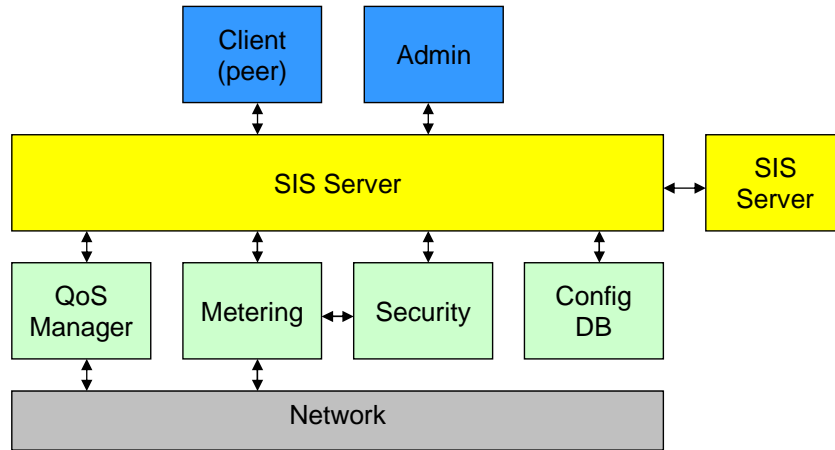 Client
(peer)
Admin
SIS Server
SIS
Server
QoS
Manager
Metering
Security
Config
DB
Network